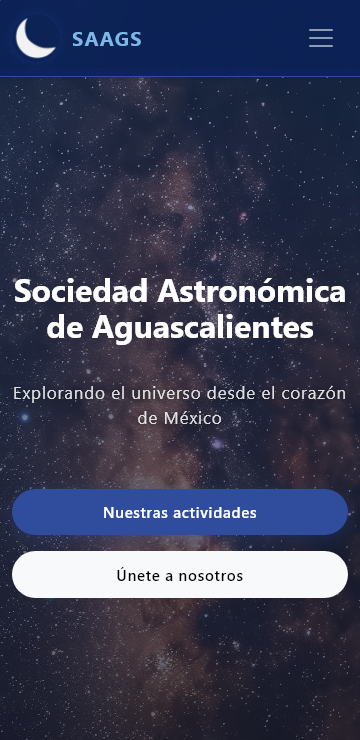 SAAGS
Sociedad Astronómica
de Aguascalientes
Explorando el universo desde el corazón
de México
Nuestras actividades
Únete a nosotros